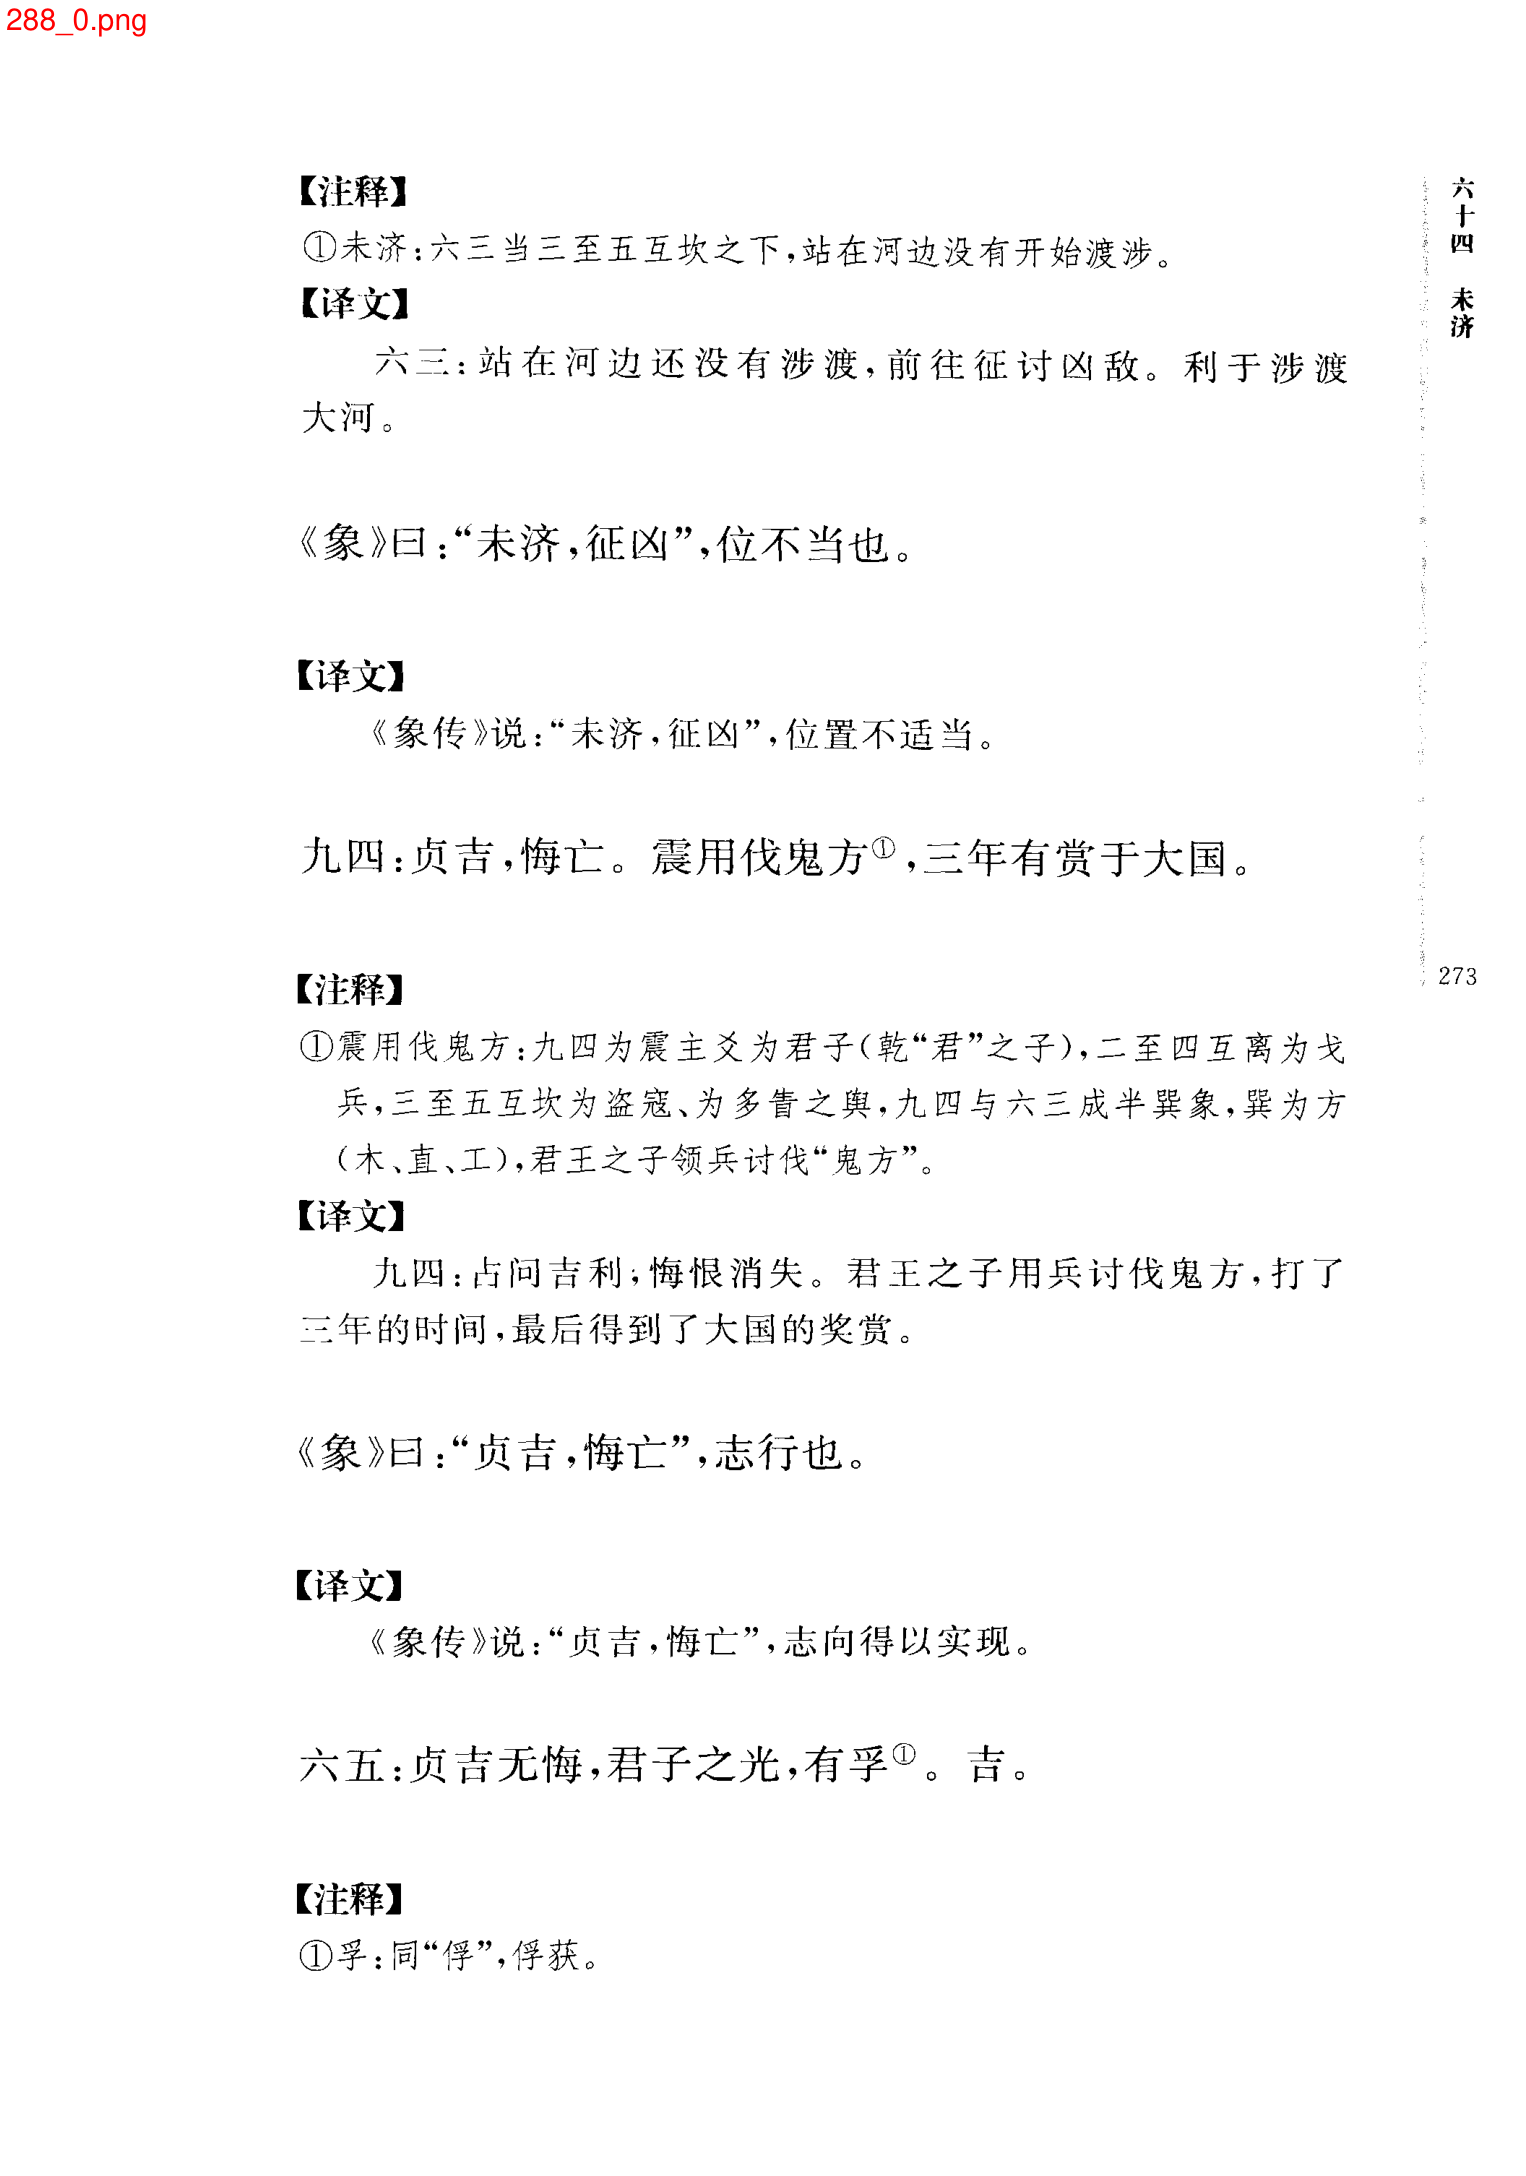 288_0.png
【注释】
①未济:六三当三至五互坎之下,站在河边没有开始渡涉。
【译文】
六三:站在河边还没有涉渡,前往征讨凶敌。利于涉渡
大河。
《象》曰:“未济,征凶”,位不当也。
【译文】
《象传》说:“未济,征凶”,位置不适当。
九四:贞吉,悔亡。震用伐鬼方①,三年有赏于大国。
【注释】
①震用伐鬼方:九四为震主爻为君子(乾“君”之子),二至四互离为戈
兵,三至五互坎为盗寇、为多眚之舆,九四与六三成半巽象,巽为方
(木、直、工),君王之子领兵讨伐“鬼方”。
【译文】
九四:占问吉利,悔恨消失。君王之子用兵讨伐鬼方,打了
三年的时间,最后得到了大国的奖赏。
《象》曰:“贞吉,悔亡”,志行也。
【译文】
《象传》说:“贞吉,悔亡”,志向得以实现。
六五:贞吉无悔,君子之光,有孚①。吉。
【注释】
①孚:同“俘”,俘获。
六十四 未济
273